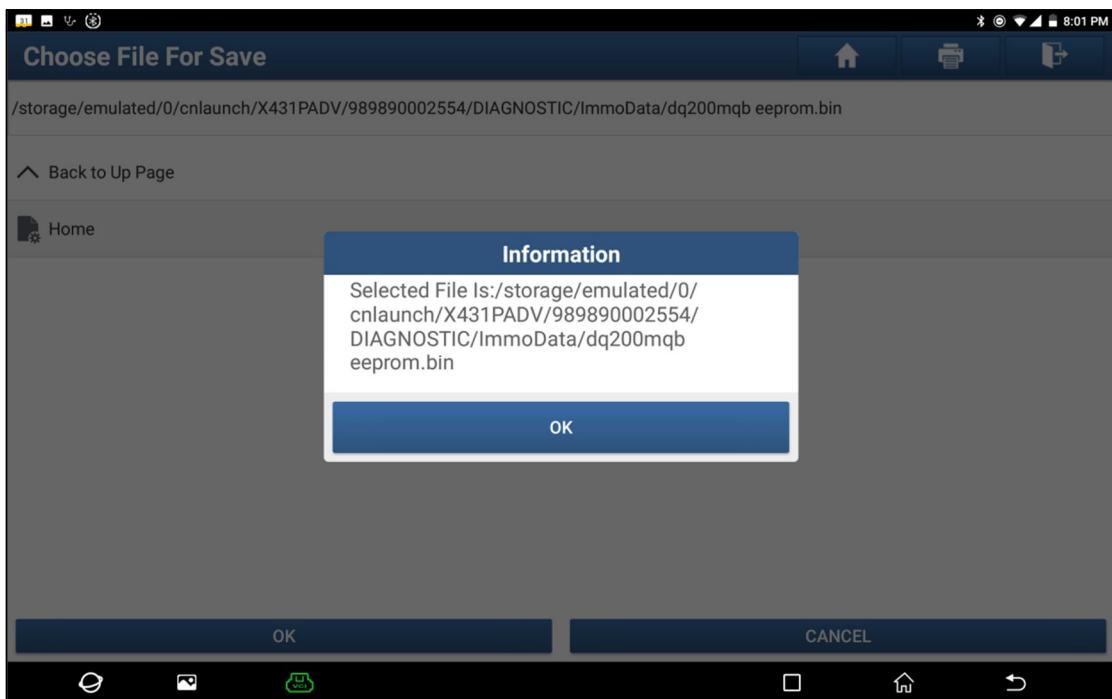 31
8:01 PM
Choose File For Save
/storage/emulated/0/cnlaunch/X431PADV/989890002554/DIAGNOSTIC/ImmoData/dq200mqb eeprom.bin
Back to Up Page
Home
Information
Selected File Is:/storage/emulated/0/
cnlaunch/X431PADV/989890002554/
DIAGNOSTIC/ImmoData/dq200mqb
eeprom.bin
OK
OK
CANCEL
VCI